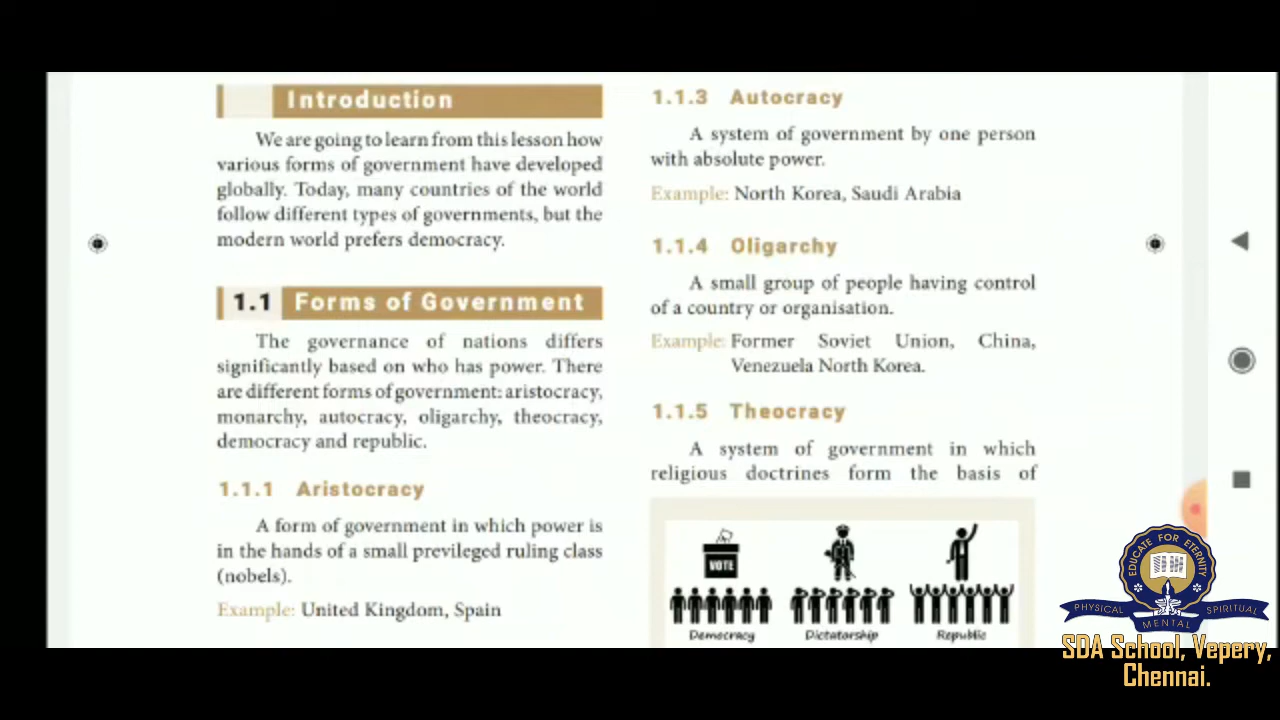 Introduction
We are going to learn from this lesson how
various forms of government have developed
globally. Today, many countries of the world
follow different types of governments, but the
modern world prefers democracy.
1.1 Forms of Government
The governance of nations differs
significantly based on who has power. There
are different forms of government: aristocracy,
monarchy, autocracy, oligarchy, theocracy,
democracy and republic.
1.1.1 Aristocracy
A form of government in which power is
in the hands of a small previleged ruling class
(nobels).
Example: United Kingdom, Spain
1.1.3 Autocracy
A system of government by one person
with absolute power.
Example: North Korea, Saudi Arabia
1.1.4 Oligarchy
A small group of people having control
of a country or organisation.
Example: Former Soviet Union, China,
Venezuela North Korea.
1.1.5 Theocracy
A system of government in which
religious doctrines form the basis of
VOTE
Democracy
Dictatorship
Republic
EDUCATE FOR ETERNITY
PHYSICAL
MENTAL
SPIRITUAL
SDA School, Vepery,
Chennai.